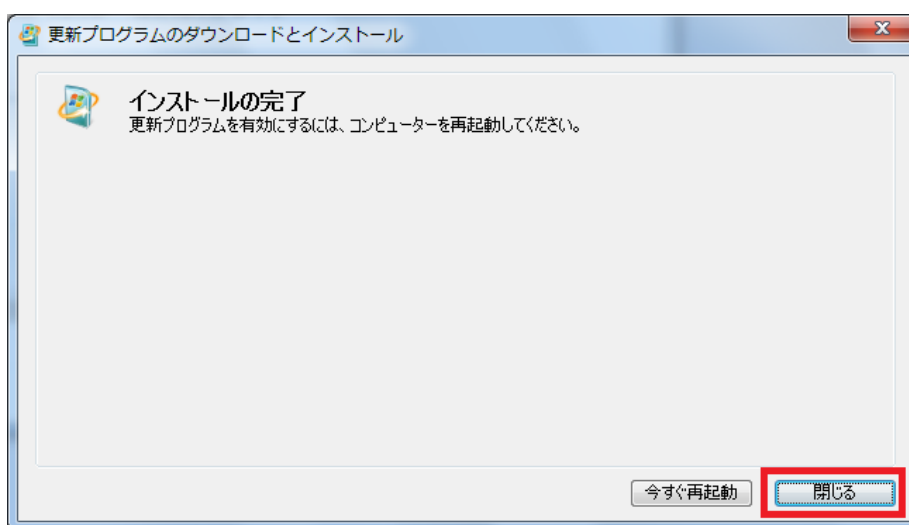 更新プログラムのダウンロードとインストール
インストールの完了
更新プログラムを有効にするには、コンピューターを再起動してください。
今すぐ再起動
閉じる